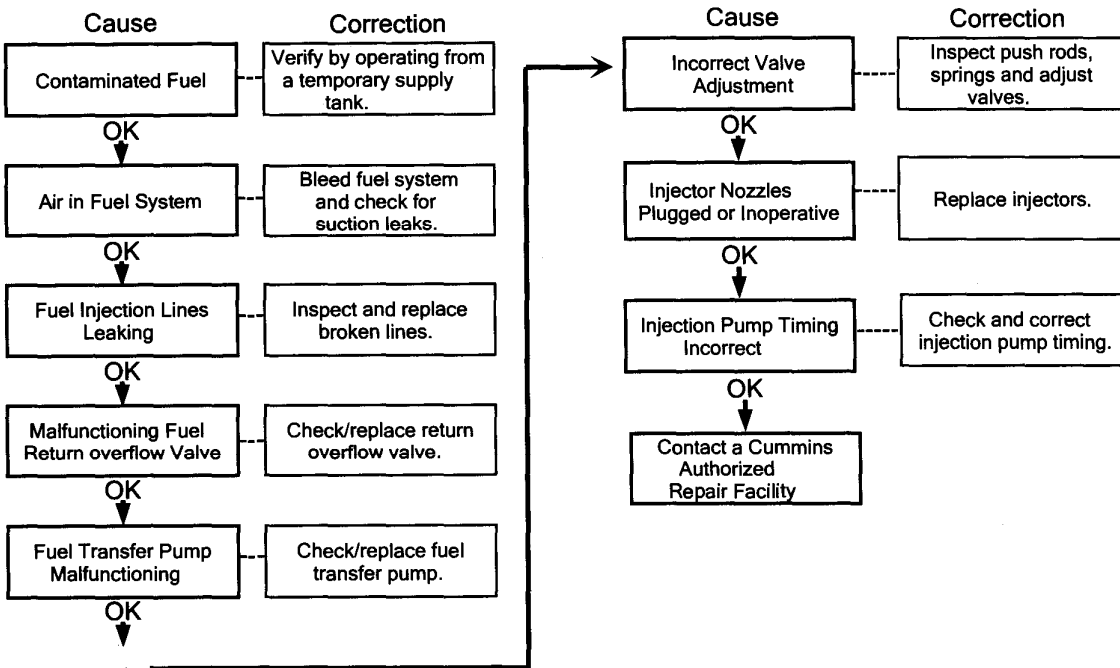 Cause
Correction
Contaminated Fuel
Verify by operating from
a temporary supply
tank.
OK
Air in Fuel System
Bleed fuel system
and check for
suction leaks.
OK
Fuel Injection Lines
Leaking
Inspect and replace
broken lines.
OK
Malfunctioning Fuel
Return overflow Valve
Check/replace return
overflow valve.
OK
Fuel Transfer Pump
Malfunctioning
Check/replace fuel
transfer pump.
OK
Cause
Correction
Incorrect Valve
Adjustment
Inspect push rods,
springs and adjust
valves.
OK
Injector Nozzles
Plugged or Inoperative
Replace injectors.
OK
Injection Pump Timing
Incorrect
Check and correct
injection pump timing.
OK
Contact a Cummins
Authorized
Repair Facility